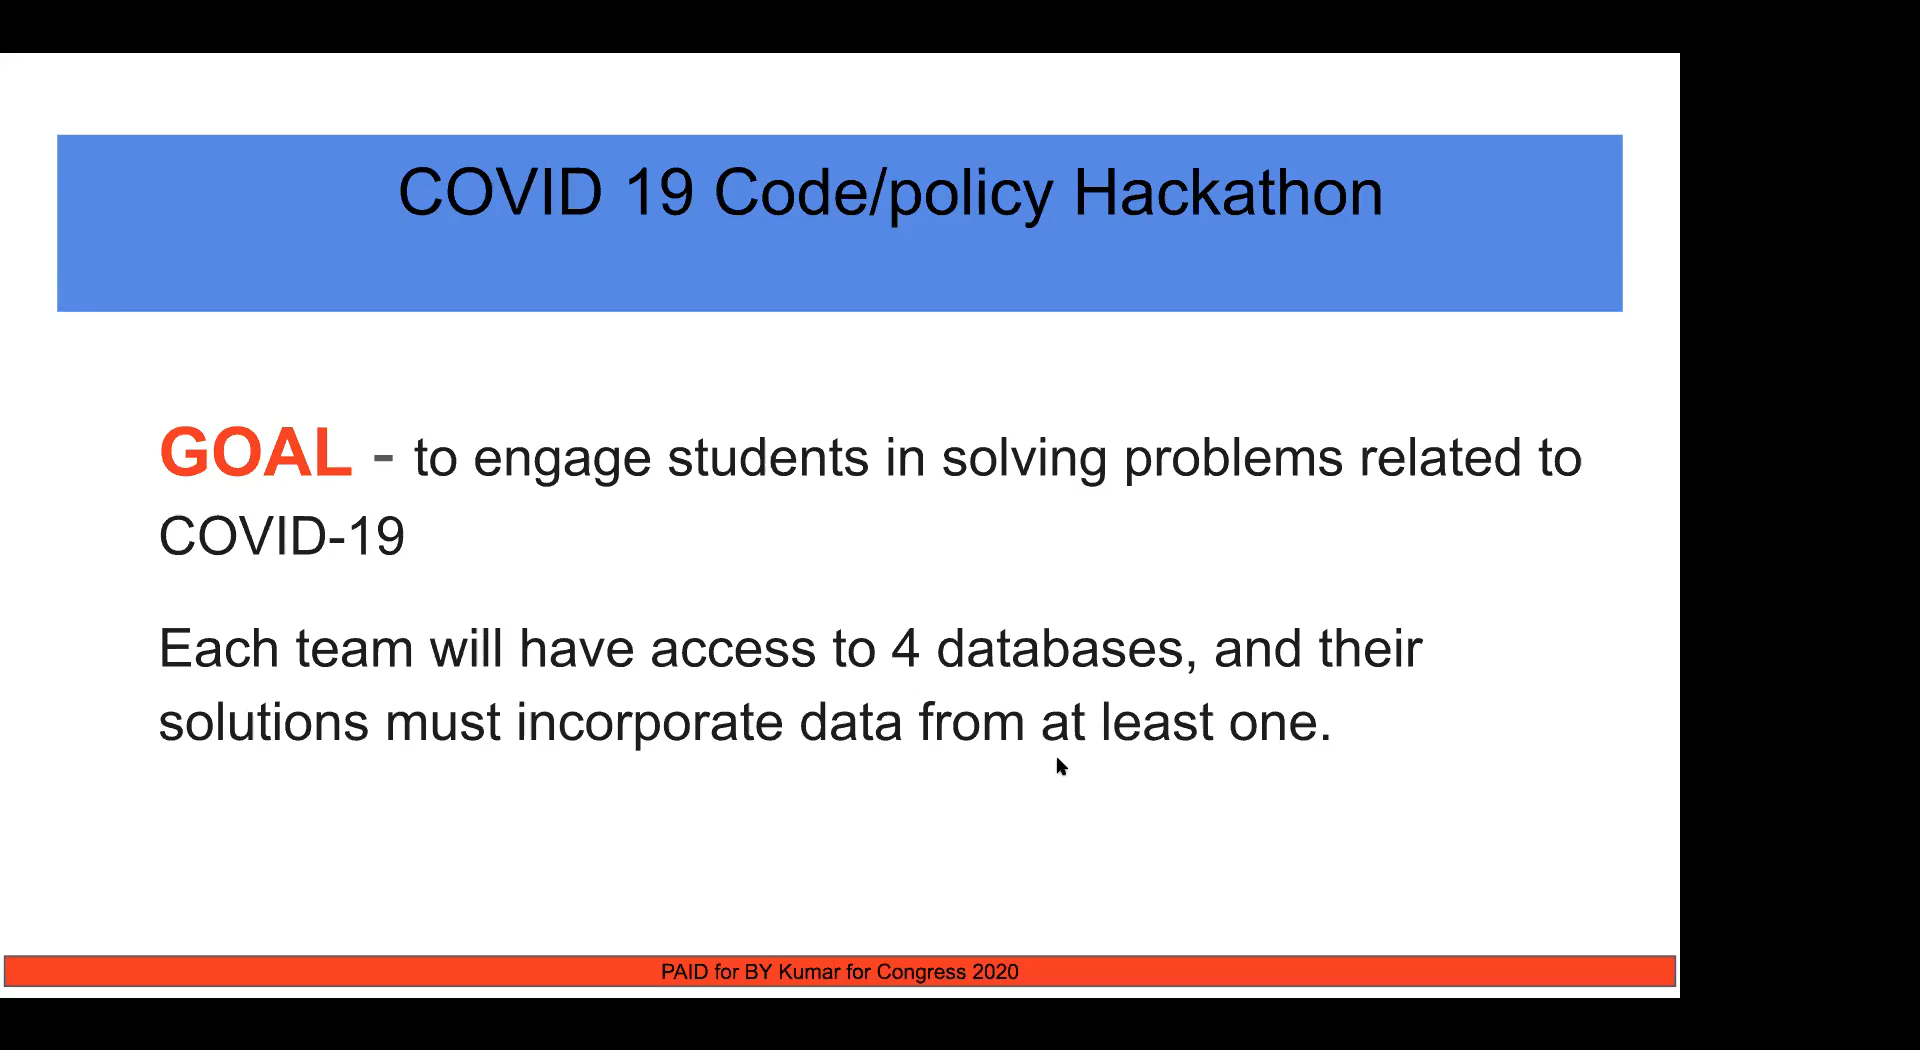 COVID 19 Code/policy Hackathon
GOAL - to engage students in solving problems related to
COVID-19
Each team will have access to 4 databases, and their
solutions must incorporate data from at least one.
PAID for BY Kumar for Congress 2020